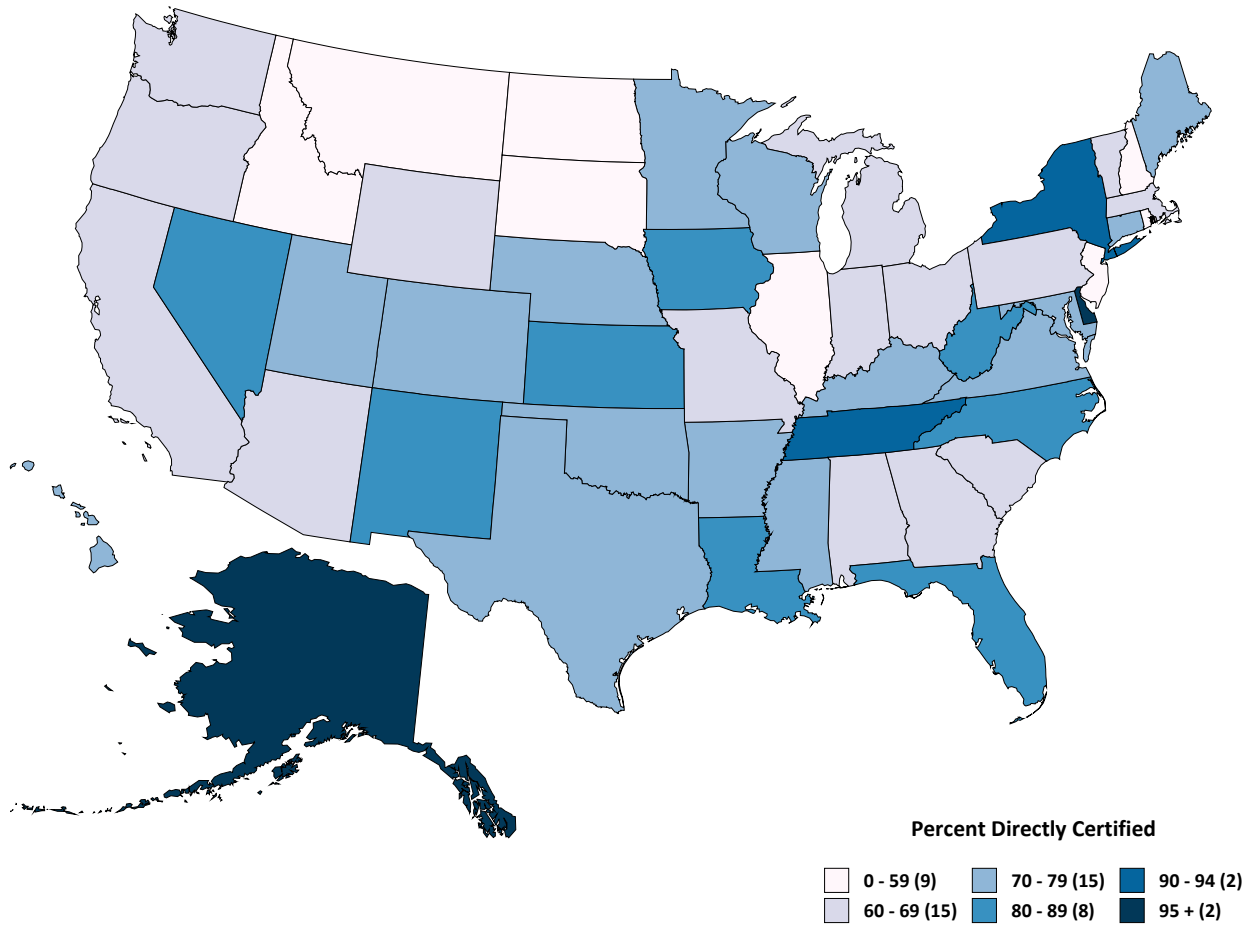 Percent Directly Certified
0 - 59 (9) 70 - 79 (15) 90 - 94 (2)
60 - 69 (15) 80 - 89 (8) 95 + (2)